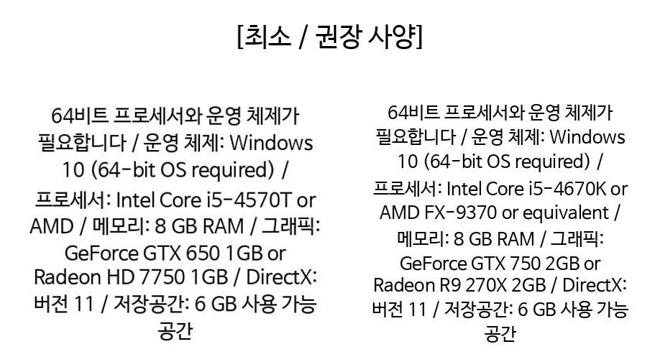 [최소 / 권장 사양]
64비트 프로세서와 운영 체제가
필요합니다 / 운영 체제: Windows
10 (64-bit OS required) /
프로세서: Intel Core i5-4570T or
AMD / 메모리: 8 GB RAM / 그래픽:
GeForce GTX 650 1GB or
Radeon HD 7750 1GB / DirectX:
버전 11 / 저장공간: 6 GB 사용 가능
공간
64비트 프로세서와 운영 체제가
필요합니다 / 운영 체제: Windows
10 (64-bit OS required) /
프로세서: Intel Core i5-4670K or
AMD FX-9370 or equivalent /
메모리: 8 GB RAM / 그래픽:
GeForce GTX 750 2GB or
Radeon R9 270X 2GB / DirectX:
버전 11 / 저장공간: 6 GB 사용 가능
공간